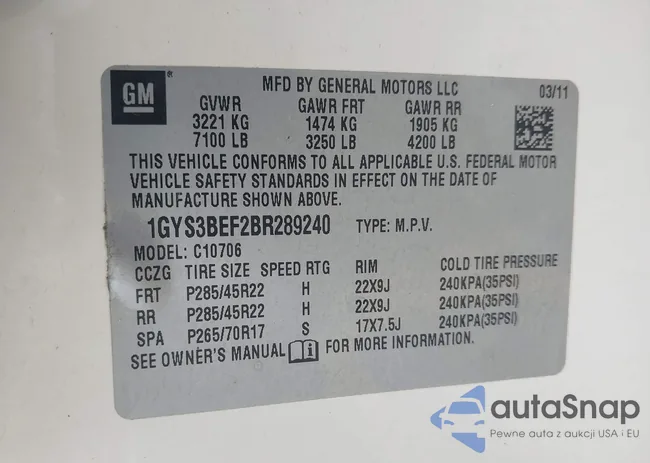 GM
MFD BY GENERAL MOTORS LLC 03/11
GVWR GAWR FRT GAWR RR
3221 KG 1474 KG 1905 KG
7100 LB 3250 LB 4200 LB
THIS VEHICLE CONFORMS TO ALL APPLICABLE U.S. FEDERAL MOTOR
VEHICLE SAFETY STANDARDS IN EFFECT ON THE DATE OF
MANUFACTURE SHOWN ABOVE.
1GYS3BEF2BR289240 TYPE: M.P.V.
MODEL: C10706
CCZG TIRE SIZE SPEED RTG RIM COLD TIRE PRESSURE
FRT P285/45R22 H 22X9J 240KPA(35PSI)
RR P285/45R22 H 22X9J 240KPA(35PSI)
SPA P265/70R17 S 17X7.5J 240KPA(35PSI)
SEE OWNER'S MANUAL FOR MORE INFORMATION.
autaSnap
Pewne auta z aukcji USA i EU